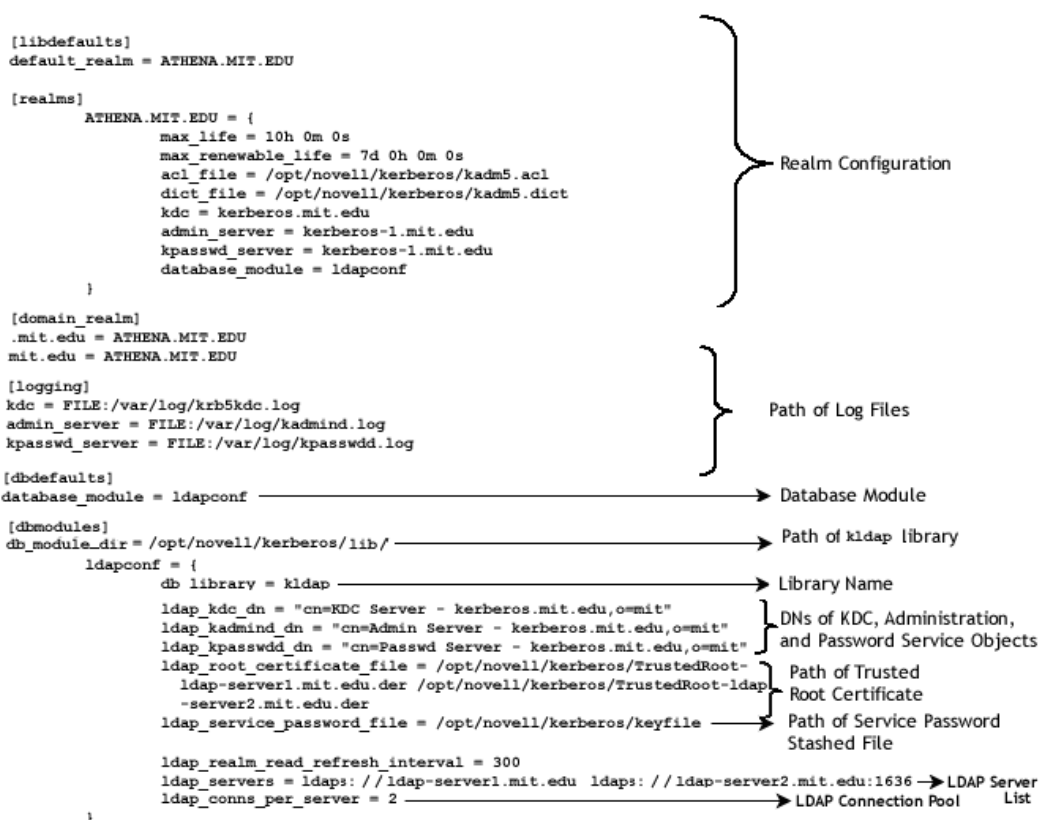 [libdefaults]
default_realm = ATHENA.MIT.EDU
[realms]
ATHENA.MIT.EDU = {
max_life = 10h 0m 0s
max_renewable_life = 7d 0h 0m 0s
acl_file = /opt/novell/kerberos/kadm5.acl
dict_file = /opt/novell/kerberos/kadm5.dict
kdc = kerberos.mit.edu
admin_server = kerberos-1.mit.edu
kpasswd_server = kerberos-1.mit.edu
database_module = ldapconf
}
Realm Configuration
[domain_realm]
.mit.edu = ATHENA.MIT.EDU
mit.edu = ATHENA.MIT.EDU
[logging]
kdc = FILE:/var/log/krb5kdc.log
admin_server = FILE:/var/log/kadmind.log
kpasswd_server = FILE:/var/log/kpasswdd.log
Path of Log Files
[dbdefaults]
database_module = ldapconf
Database Module
[dbmodules]
db_module_dir = /opt/novell/kerberos/lib/
Path of kldap library
ldapconf = {
db library = kldap
Library Name
ldap_kdc_dn = "cn=KDC Server - kerberos.mit.edu,o=mit"
ldap_kadmind_dn = "cn=Admin Server - kerberos.mit.edu,o=mit"
ldap_kpasswdd_dn = "cn=Passwd Server - kerberos.mit.edu,o=mit"
DNs of KDC, Administration,
and Password Service Objects
ldap_root_certificate_file = /opt/novell/kerberos/TrustedRoot-
ldap-server1.mit.edu.der /opt/novell/kerberos/TrustedRoot-ldap
-server2.mit.edu.der
Path of Trusted
Root Certificate
ldap_service_password_file = /opt/novell/kerberos/keyfile
Path of Service Password
Stashed File
ldap_realm_read_refresh_interval = 300
ldap_servers = ldaps://ldap-server1.mit.edu ldaps://ldap-server2.mit.edu:1636
LDAP Server
List
ldap_conns_per_server = 2
LDAP Connection Pool
}